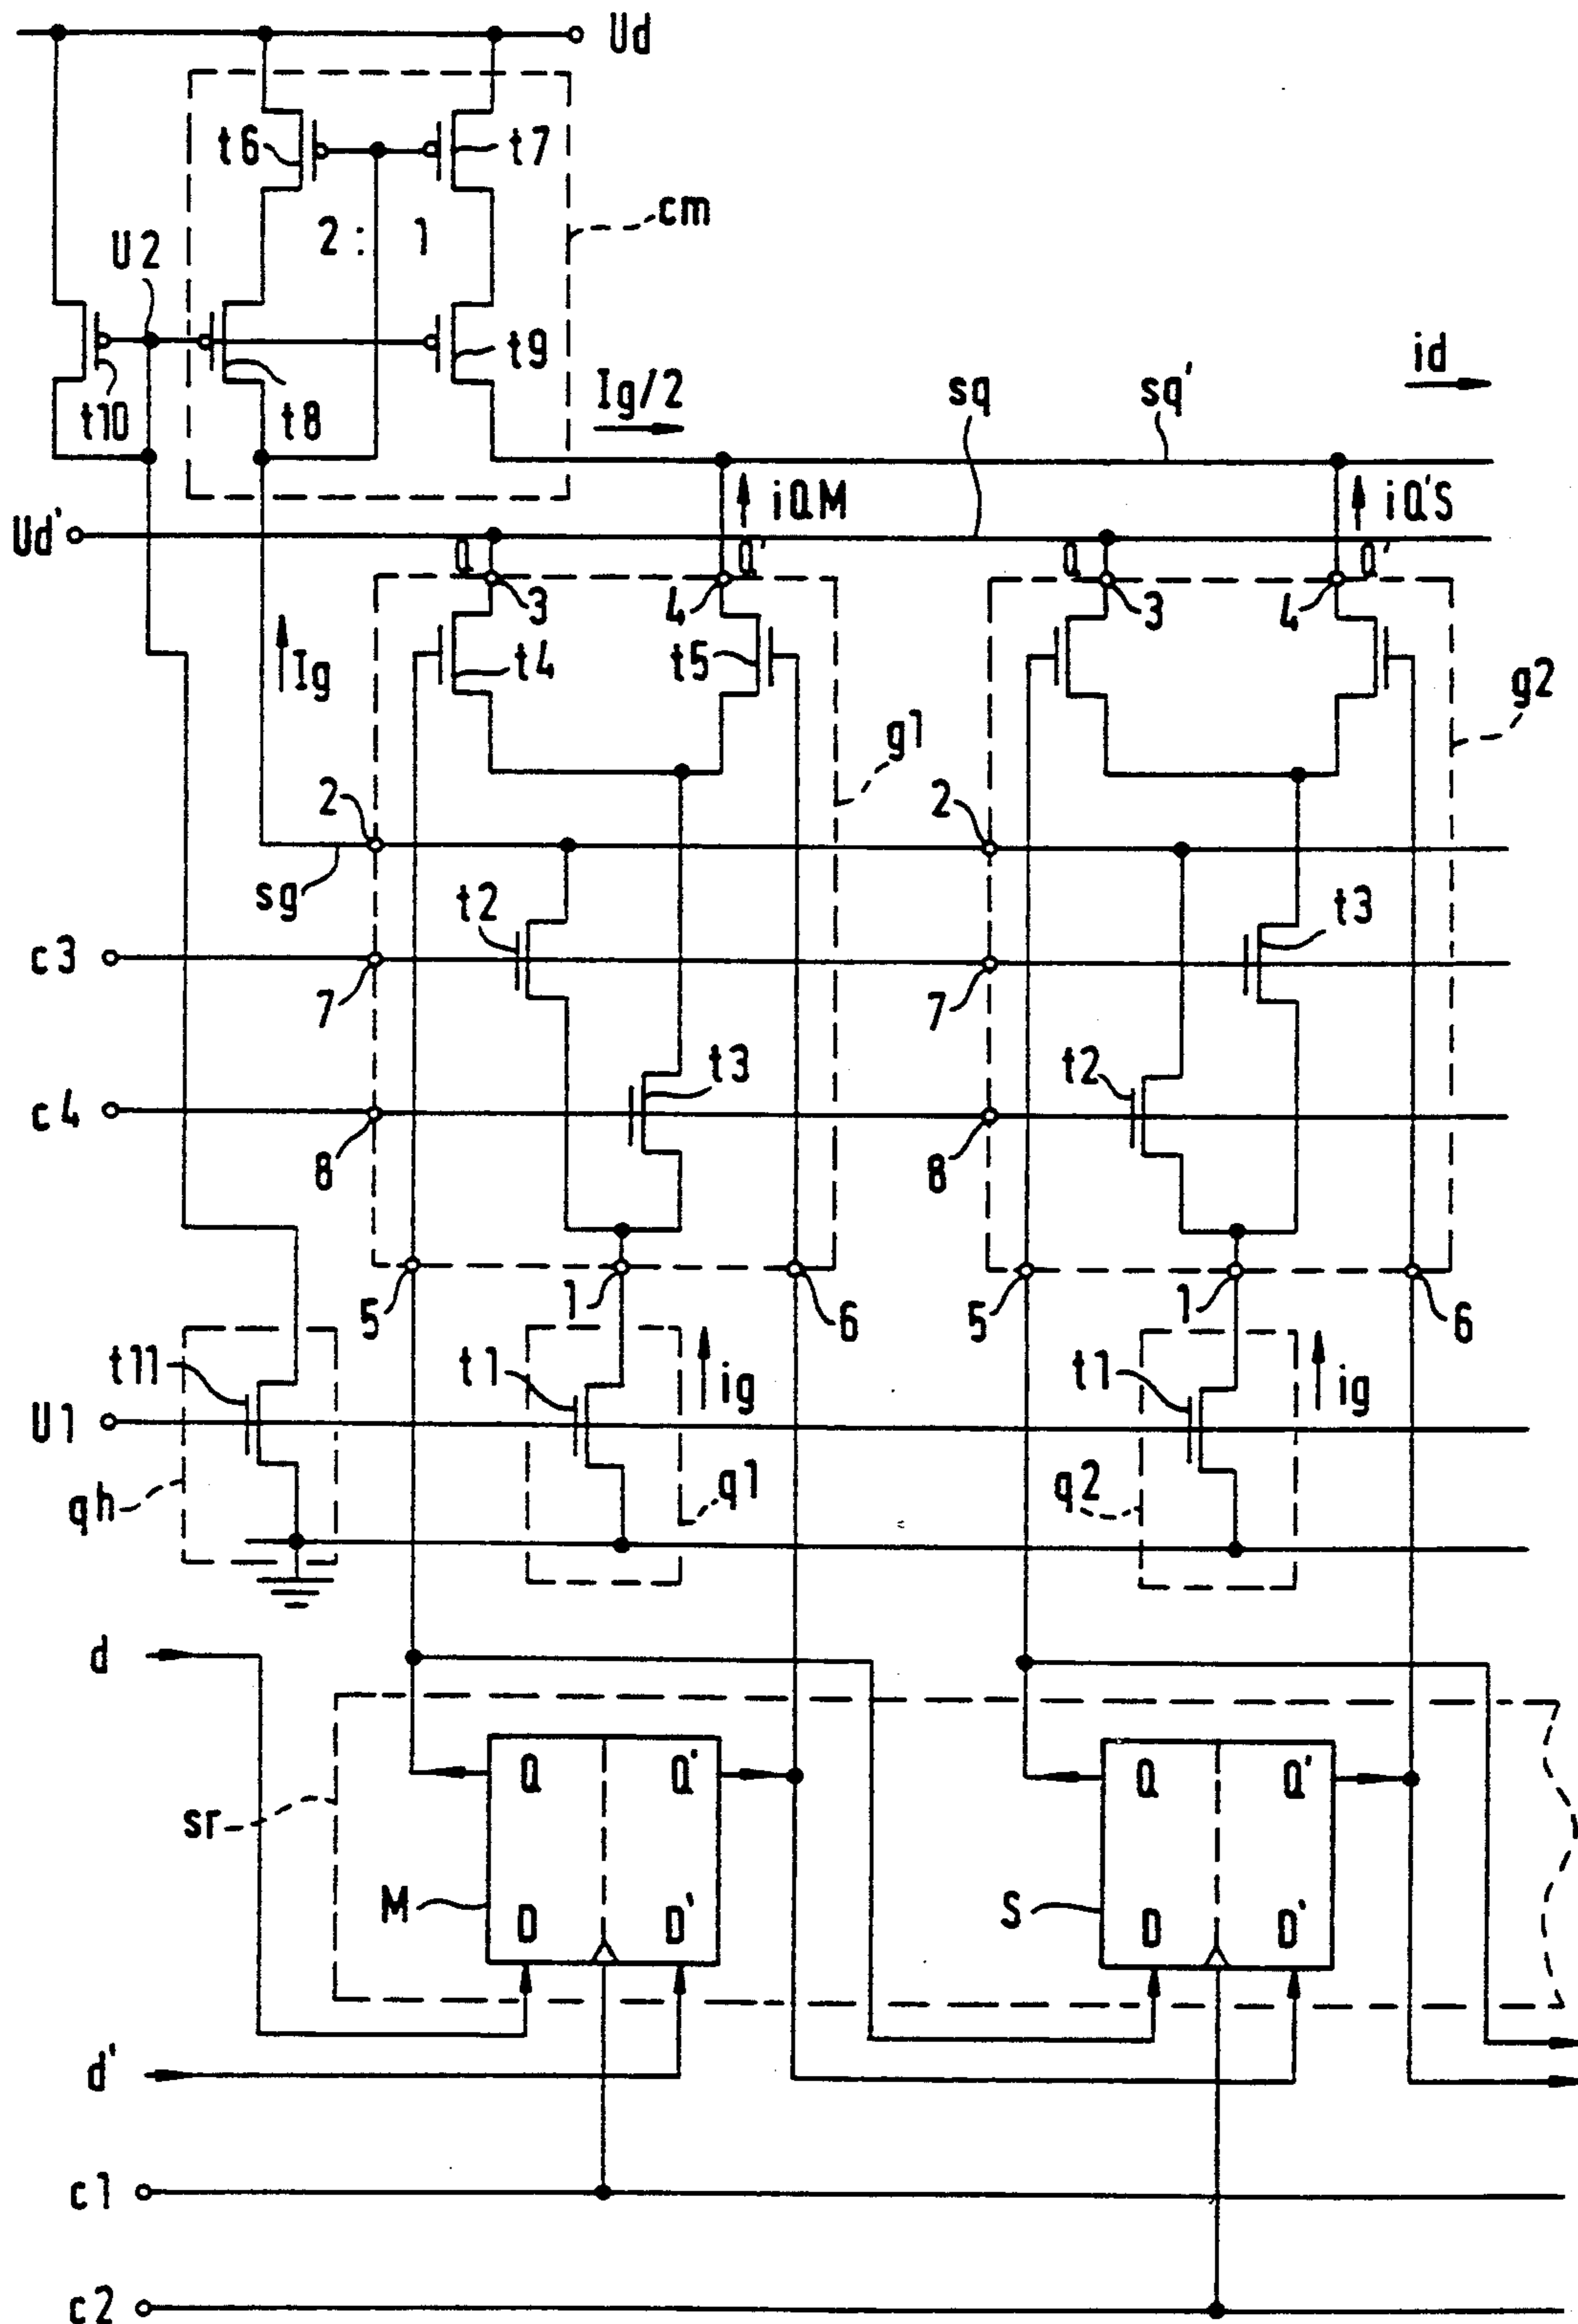 Ud
t6
t7
cm
2 : 1
U2
t9
t10
t8
Ig/2
sq
sq'
id
iQM
iQ'S
Ud'
Q
Q'
Q
Q'
3
4
3
4
Ig
t4
t5
g1
g2
2
2
sg
t2
t3
c3
7
7
t3
t2
c4
8
8
5
1
6
5
1
6
t11
t1
ig
t1
ig
U1
qh
q1
q2
d
Q
Q'
Q
Q'
sr
M
D
D'
S
D
D'
d'
c1
c2